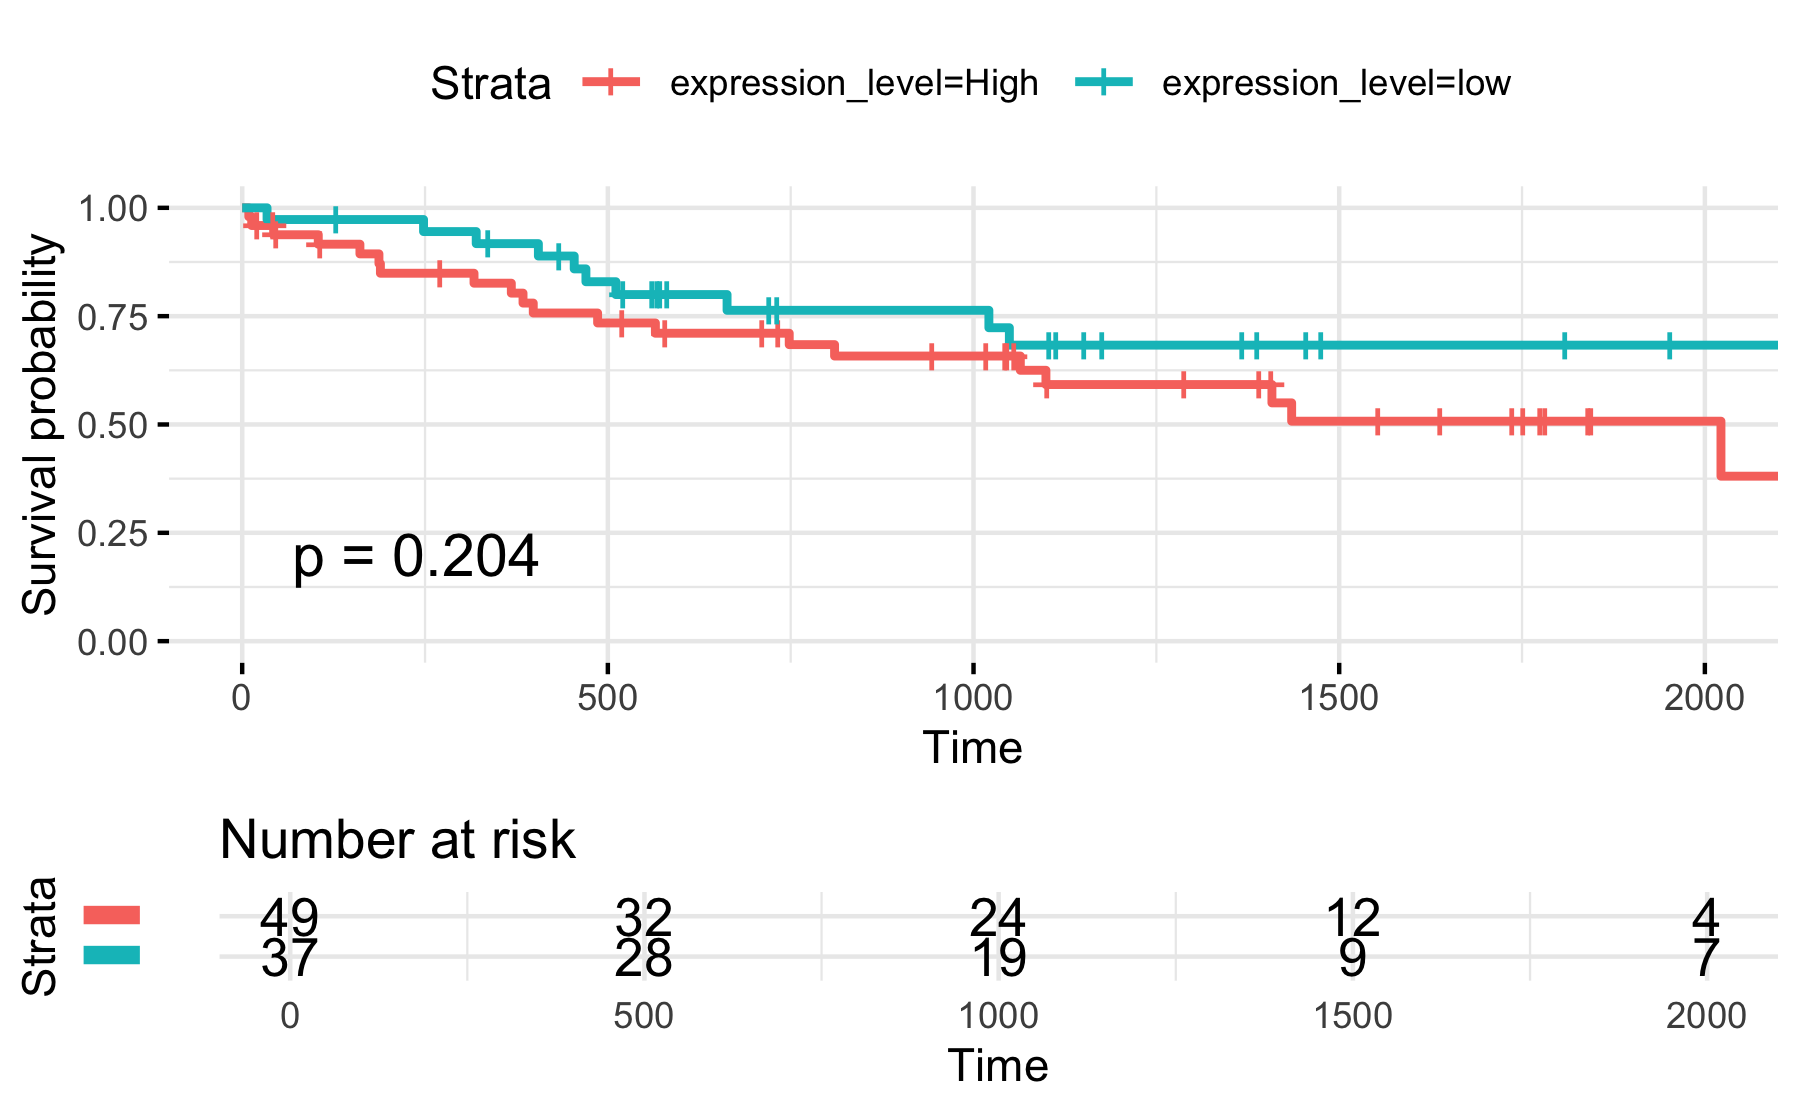 Strata expression_level=High expression_level=low
Survival probability
1.00
0.75
0.50
0.25
0.00
p = 0.204
0 500 1000 1500 2000
Time
Number at risk
Strata
49 32 24 12 4
37 28 19 9 7
0 500 1000 1500 2000
Time